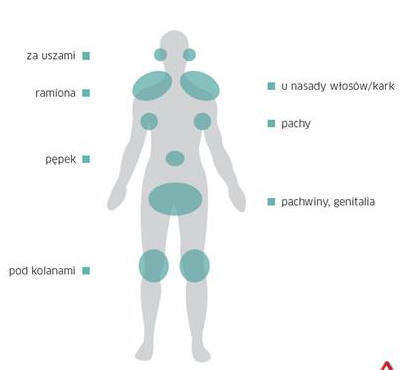 za uszami
ramiona
pępek
pod kolanami
u nasady włosów/kark
pachy
pachwiny, genitalia